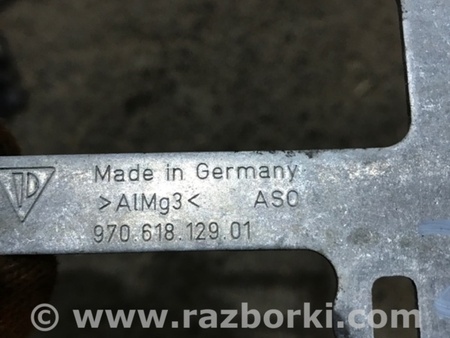 Made in Germany
>AlMg3< ASO
970.618.129.01
© www.razborki.com